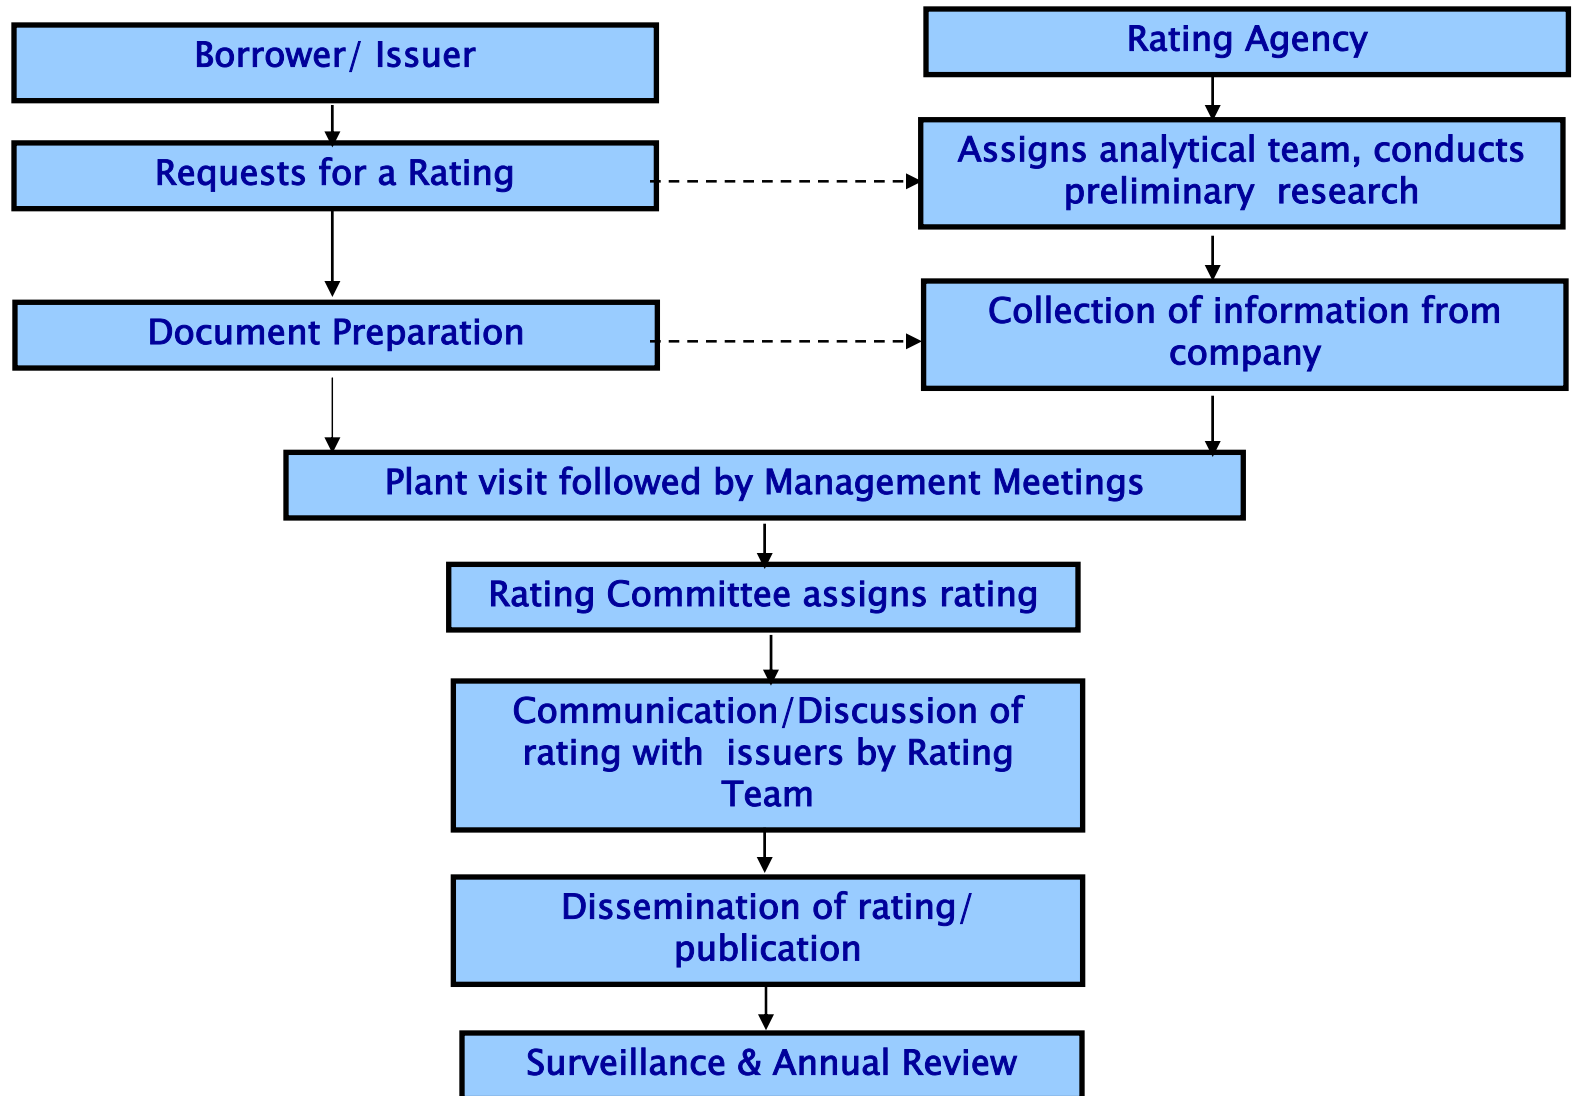 Borrower/ Issuer
Rating Agency
Requests for a Rating
Assigns analytical team, conducts
preliminary  research
Document Preparation
Collection of information from
company
Plant visit followed by Management Meetings
Rating Committee assigns rating
Communication/Discussion of
rating with  issuers by Rating
Team
Dissemination of rating/
publication
Surveillance & Annual Review